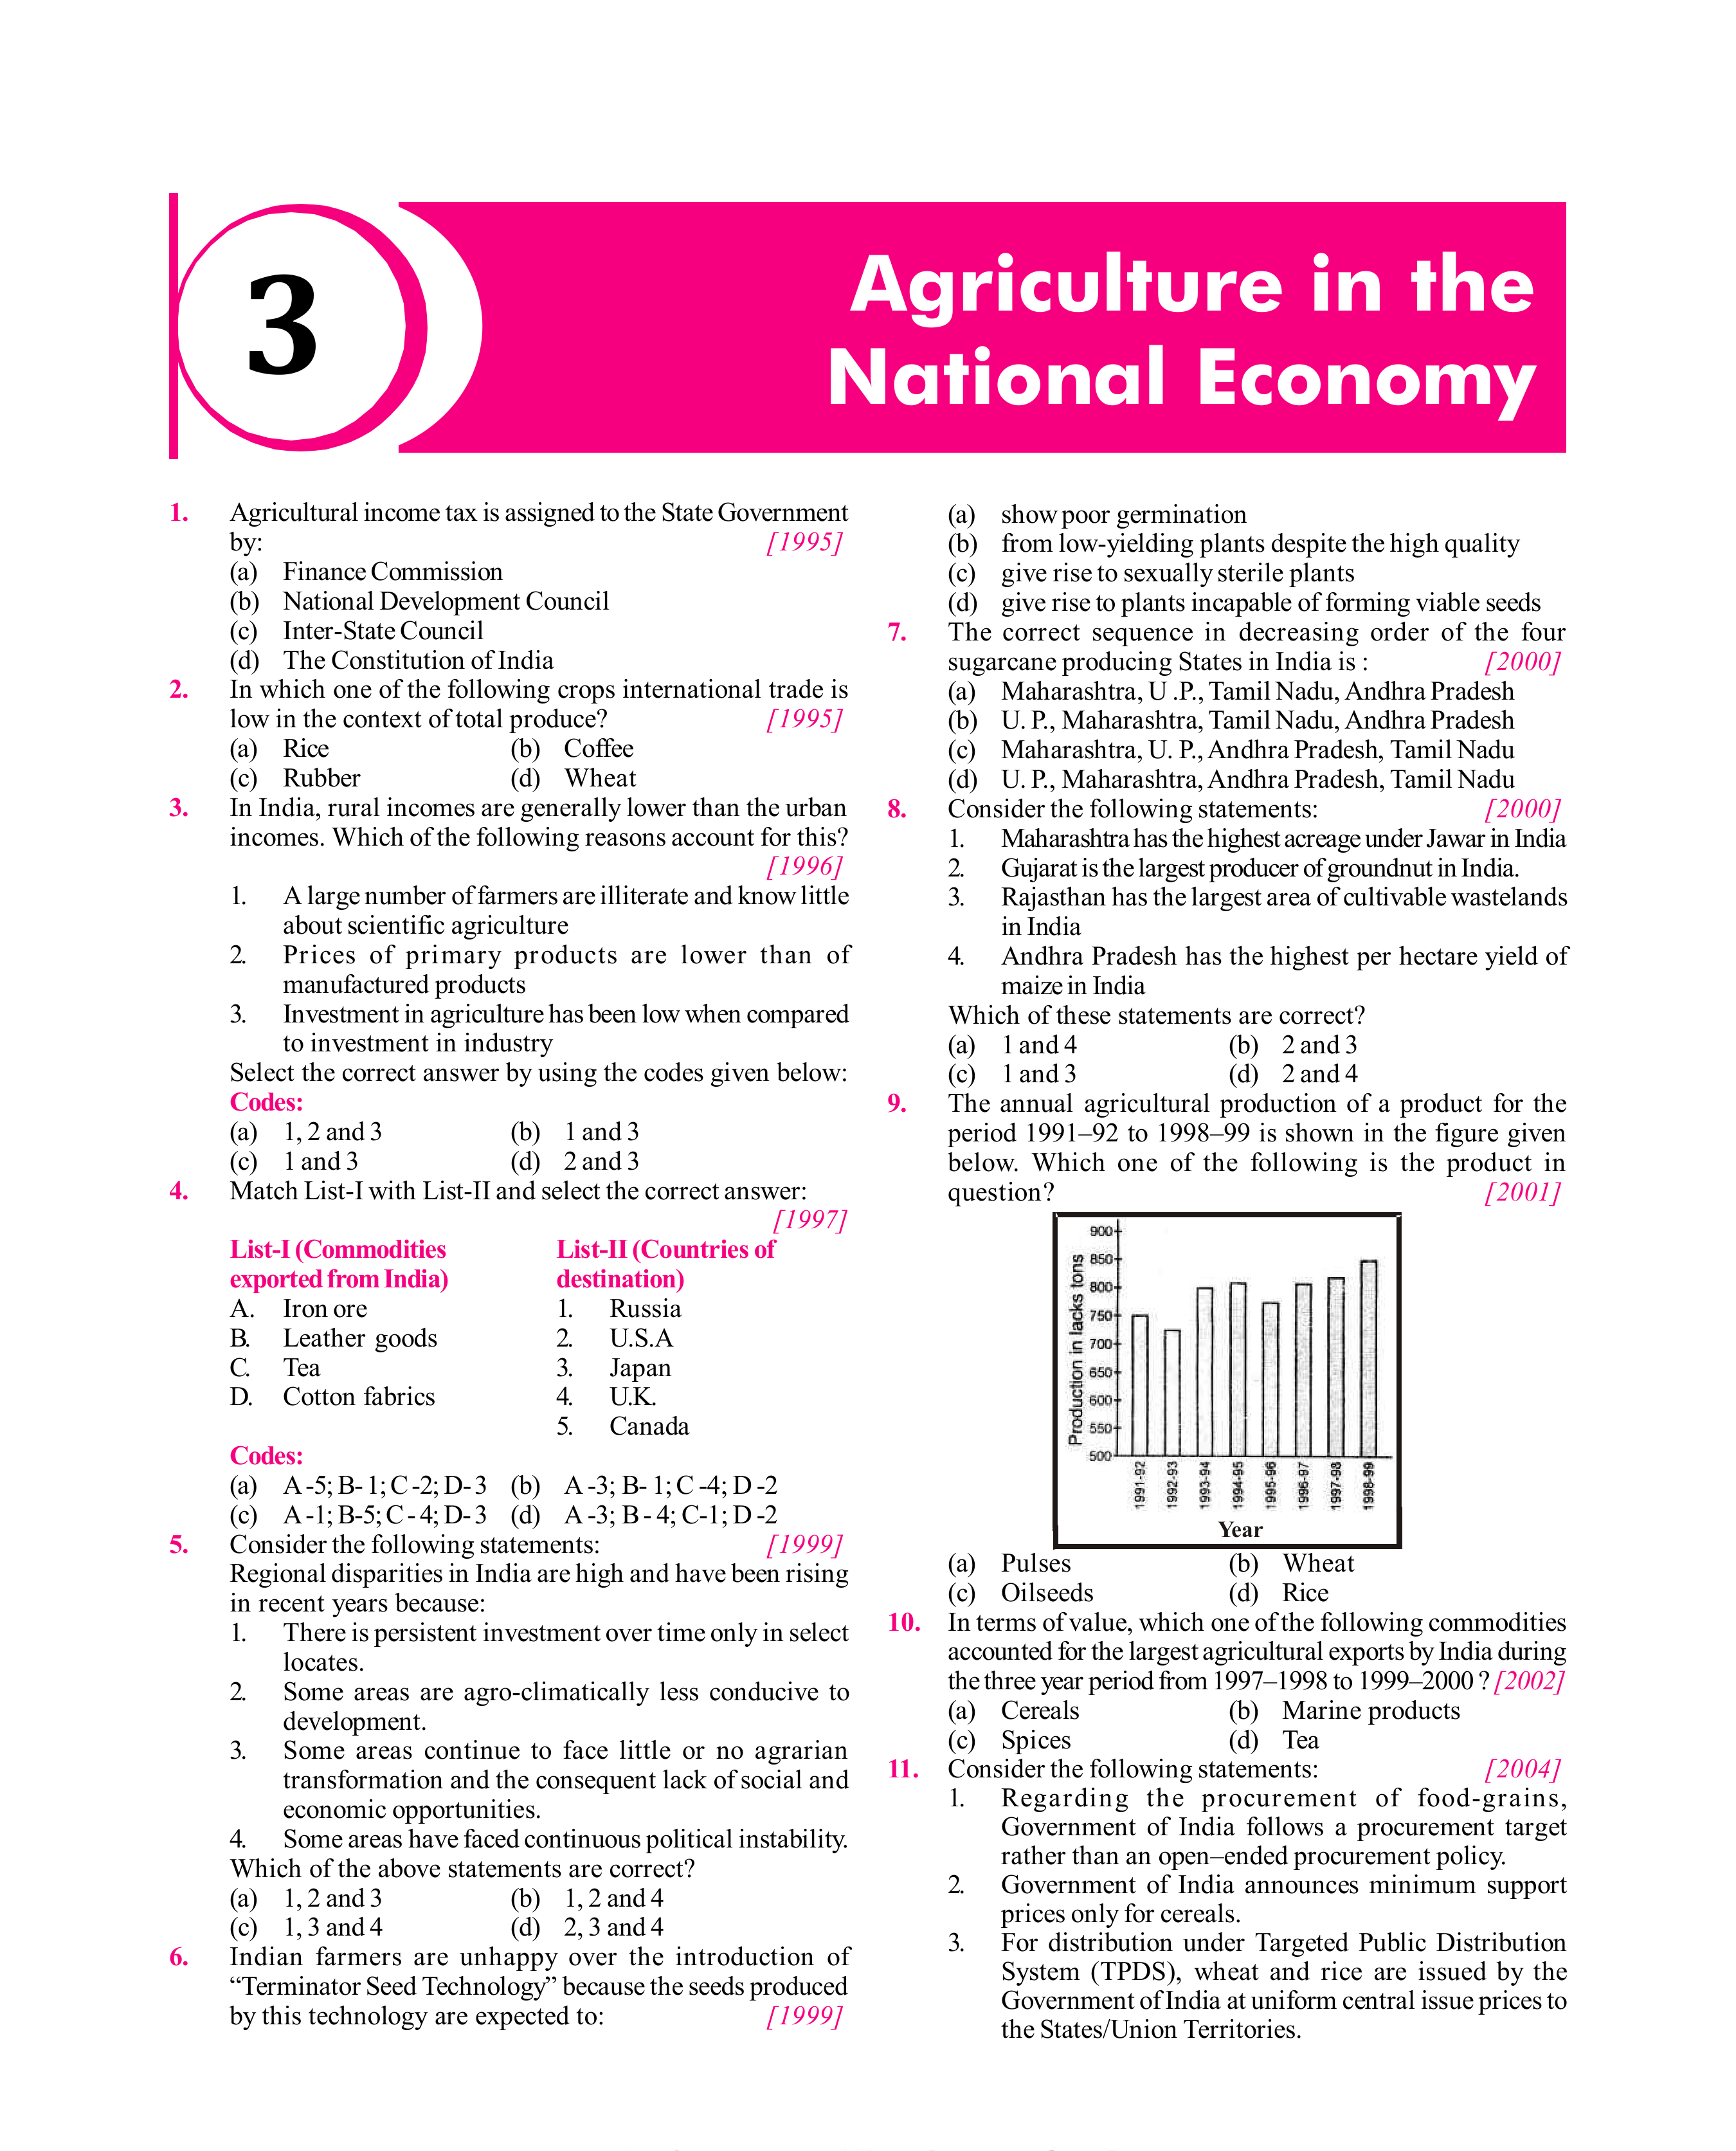 3
Agriculture in the
National Economy
1. Agricultural income tax is assigned to the State Government
by: [1995]
(a) Finance Commission
(b) National Development Council
(c) Inter-State Council
(d) The Constitution of India
2. In which one of the following crops international trade is
low in the context of total produce? [1995]
(a) Rice (b) Coffee
(c) Rubber (d) Wheat
3. In India, rural incomes are generally lower than the urban
incomes. Which of the following reasons account for this?
[1996]
1. A large number of farmers are illiterate and know little
about scientific agriculture
2. Prices of primary products are lower than of
manufactured products
3. Investment in agriculture has been low when compared
to investment in industry
Select the correct answer by using the codes given below:
Codes:
(a) 1, 2 and 3 (b) 1 and 3
(c) 1 and 3 (d) 2 and 3
4. Match List-I with List-II and select the correct answer:
[1997]
List-I (Commodities List-II (Countries of
exported from India) destination)
A. Iron ore 1. Russia
B. Leather goods 2. U.S.A
C. Tea 3. Japan
D. Cotton fabrics 4. U.K.
5. Canada
Codes:
(a) A -5; B- 1; C -2; D- 3 (b) A -3; B- 1; C -4; D -2
(c) A -1; B-5; C - 4; D- 3 (d) A -3; B - 4; C-1; D -2
5. Consider the following statements: [1999]
Regional disparities in India are high and have been rising
in recent years because:
1. There is persistent investment over time only in select
locates.
2. Some areas are agro-climatically less conducive to
development.
3. Some areas continue to face little or no agrarian
transformation and the consequent lack of social and
economic opportunities.
4. Some areas have faced continuous political instability.
Which of the above statements are correct?
(a) 1, 2 and 3 (b) 1, 2 and 4
(c) 1, 3 and 4 (d) 2, 3 and 4
6. Indian farmers are unhappy over the introduction of
“Terminator Seed Technology” because the seeds produced
by this technology are expected to: [1999]
(a) show poor germination
(b) from low-yielding plants despite the high quality
(c) give rise to sexually sterile plants
(d) give rise to plants incapable of forming viable seeds
7. The correct sequence in decreasing order of the four
sugarcane producing States in India is : [2000]
(a) Maharashtra, U .P., Tamil Nadu, Andhra Pradesh
(b) U. P., Maharashtra, Tamil Nadu, Andhra Pradesh
(c) Maharashtra, U. P., Andhra Pradesh, Tamil Nadu
(d) U. P., Maharashtra, Andhra Pradesh, Tamil Nadu
8. Consider the following statements: [2000]
1. Maharashtra has the highest acreage under Jawar in India
2. Gujarat is the largest producer of groundnut in India.
3. Rajasthan has the largest area of cultivable wastelands
in India
4. Andhra Pradesh has the highest per hectare yield of
maize in India
Which of these statements are correct?
(a) 1 and 4 (b) 2 and 3
(c) 1 and 3 (d) 2 and 4
9. The annual agricultural production of a product for the
period 1991–92 to 1998–99 is shown in the figure given
below. Which one of the following is the product in
question? [2001]
Production in lacks tons
900
850
800
750
700
650
600
550
500
1991-92 1992-93 1993-94 1994-95 1995-96 1996-97 1997-98 1998-99
Year
(a) Pulses (b) Wheat
(c) Oilseeds (d) Rice
10. In terms of value, which one of the following commodities
accounted for the largest agricultural exports by India during
the three year period from 1997–1998 to 1999–2000 ? [2002]
(a) Cereals (b) Marine products
(c) Spices (d) Tea
11. Consider the following statements: [2004]
1. Regarding the procurement of food-grains,
Government of India follows a procurement target
rather than an open–ended procurement policy.
2. Government of India announces minimum support
prices only for cereals.
3. For distribution under Targeted Public Distribution
System (TPDS), wheat and rice are issued by the
Government of India at uniform central issue prices to
the States/Union Territories.